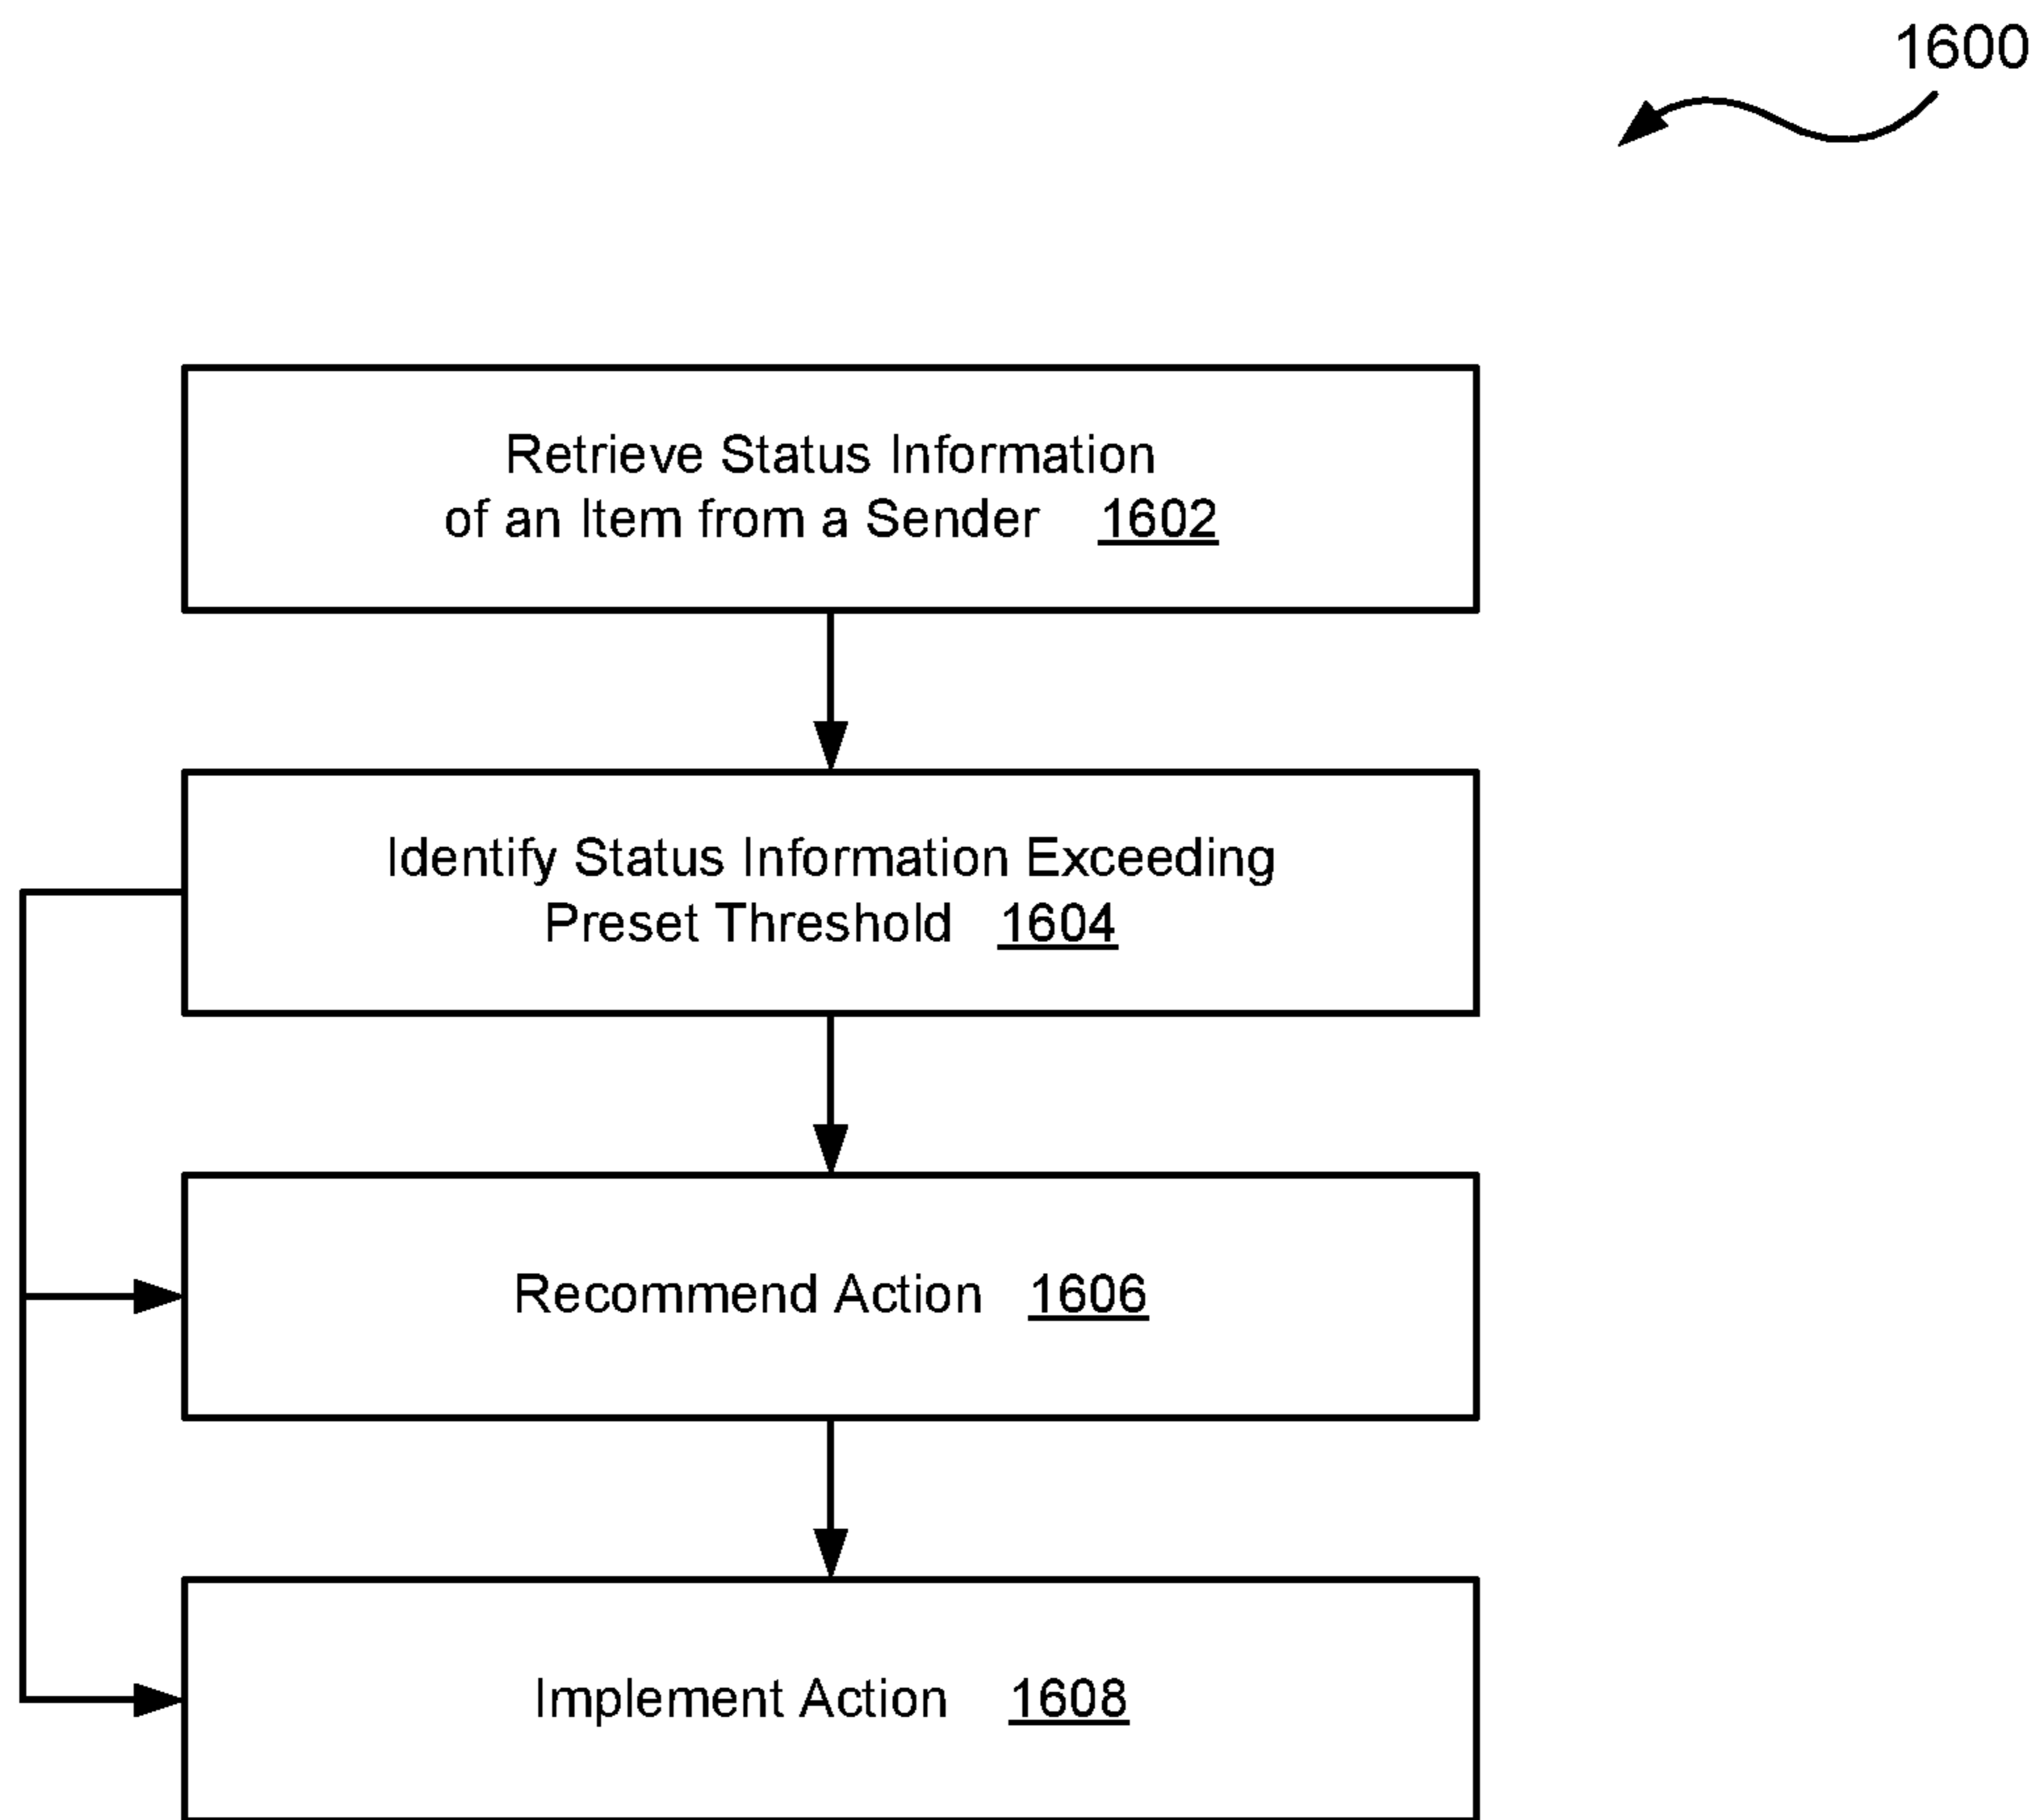 1600
Retrieve Status Information
of an Item from a Sender 1602
Identify Status Information Exceeding
Preset Threshold 1604
Recommend Action 1606
Implement Action 1608